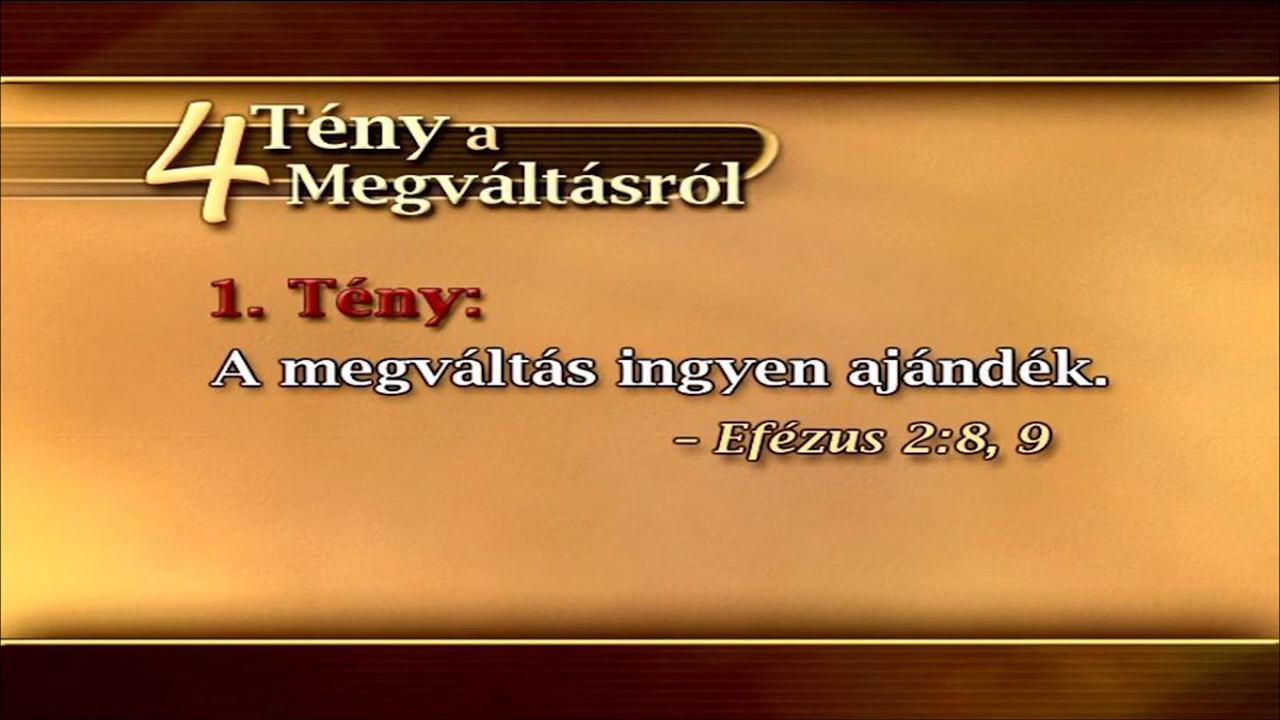 4 Tény a
Megváltásról
1. Tény:
A megváltás ingyen ajándék.
– Efézus 2:8, 9